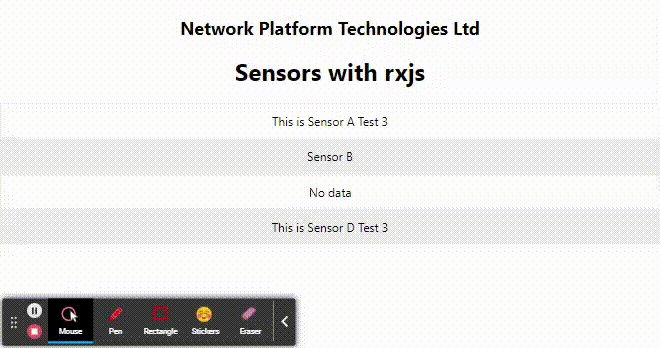 Network Platform Technologies Ltd
Sensors with rxjs
This is Sensor A Test 3
Sensor B
No data
This is Sensor D Test 3
Mouse Pen Rectangle Stickers Eraser